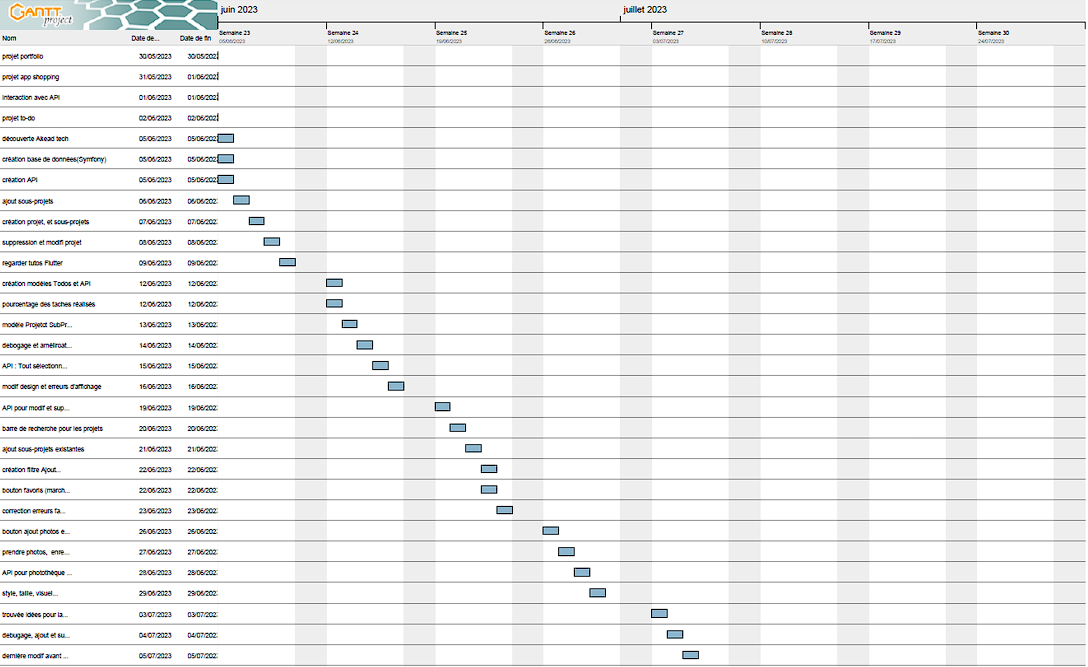 GANTT project
juin 2023
juillet 2023
Semaine 23
Semaine 24
Semaine 25
Semaine 26
Semaine 27
Semaine 28
Semaine 29
Semaine 30
Nom Date de... Date de fin
05/06/2023
12/06/2023
19/06/2023
26/06/2023
03/07/2023
10/07/2023
17/07/2023
24/07/2023
projet portfolio 30/05/2023 30/05/202
projet app shopping 31/05/2023 01/06/202
interaction avec API 01/06/2023 01/06/202
projet to-do 02/06/2023 02/06/202
découverte Akead tech 05/06/2023 05/06/202
création base de données(Symfony) 05/06/2023 05/06/202
création API 05/06/2023 05/06/202
ajout sous-projets 06/06/2023 06/06/202
création projet, et sous-projets 07/06/2023 07/06/202
suppression et modifi projet 08/06/2023 08/06/202
regarder tutos Flutter 09/06/2023 09/06/202
création modèles Todos et API 12/06/2023 12/06/202
pourcentage des taches réalisés 12/06/2023 12/06/202
modèle Projetct SubPr... 13/06/2023 13/06/202
debogage et amélioat... 14/06/2023 14/06/202
API : Tout sélectionn... 15/06/2023 15/06/202
modif design et erreurs d'affichage 16/06/2023 16/06/202
API pour modif et sup... 19/06/2023 19/06/202
barre de recherche pour les projets 20/06/2023 20/06/202
ajout sous-projets existantes 21/06/2023 21/06/202
création filtre Ajout... 22/06/2023 22/06/202
bouton favoris (march... 22/06/2023 22/06/202
correction erreurs fa... 23/06/2023 23/06/202
bouton ajout photos e... 26/06/2023 26/06/202
prendre photos, enre... 27/06/2023 27/06/202
API pour photothèque ... 28/06/2023 28/06/202
style, taille, visuel... 29/06/2023 29/06/202
trouvée idées pour la... 03/07/2023 03/07/202
debugage, ajout et su... 04/07/2023 04/07/202
dernière modif avant ... 05/07/2023 05/07/202